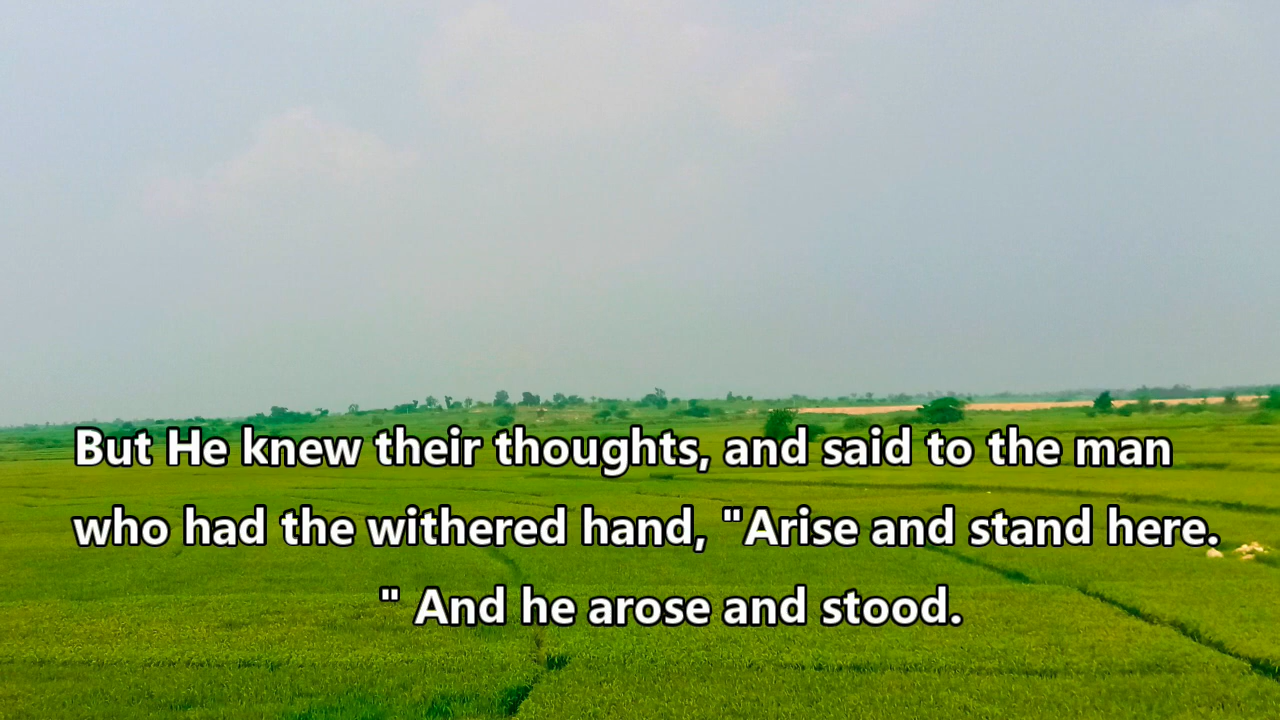 But He knew their thoughts, and said to the man
who had the withered hand, "Arise and stand here.
" And he arose and stood.